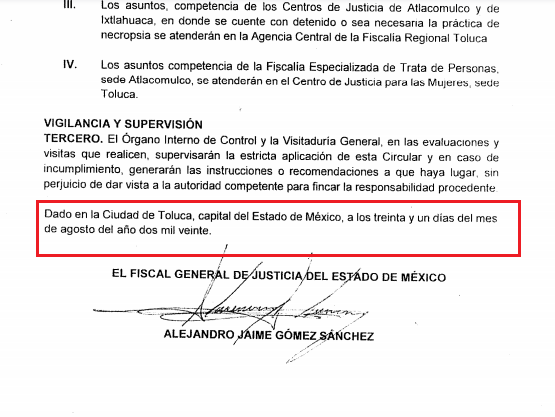 III. Los asuntos, competencia de los Centros de Justicia de Atlacomulco y de
Ixtlahuaca, en donde se cuente con detenido o sea necesaria la práctica de
necropsia se atenderán en la Agencia Central de la Fiscalía Regional Toluca
IV. Los asuntos competencia de la Fiscalía Especializada de Trata de Personas,
sede Atlacomulco, se atenderán en el Centro de Justicia para las Mujeres, sede
Toluca.
VIGILANCIA Y SUPERVISIÓN
TERCERO. El Órgano Interno de Control y la Visitaduría General, en las evaluaciones y
visitas que realicen, supervisarán la estricta aplicación de esta Circular y en caso de
incumplimiento, generarán las instrucciones o recomendaciones a que haya lugar, sin
perjuicio de dar vista a la autoridad competente para fincar la responsabilidad procedente.
Dado en la Ciudad de Toluca, capital del Estado de México, a los treinta y un días del mes
de agosto del año dos mil veinte.
EL FISCAL GENERAL DE JUSTICIA DEL ESTADO DE MÉXICO
ALEJANDRO JAIME GÓMEZ SÁNCHEZ